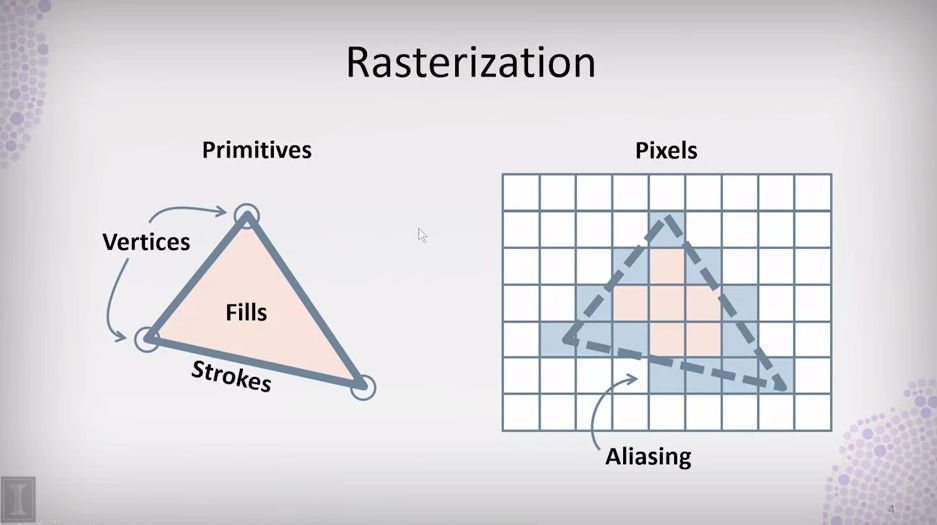 Rasterization
Primitives
Vertices
Fills
Strokes
Pixels
Aliasing
4
I